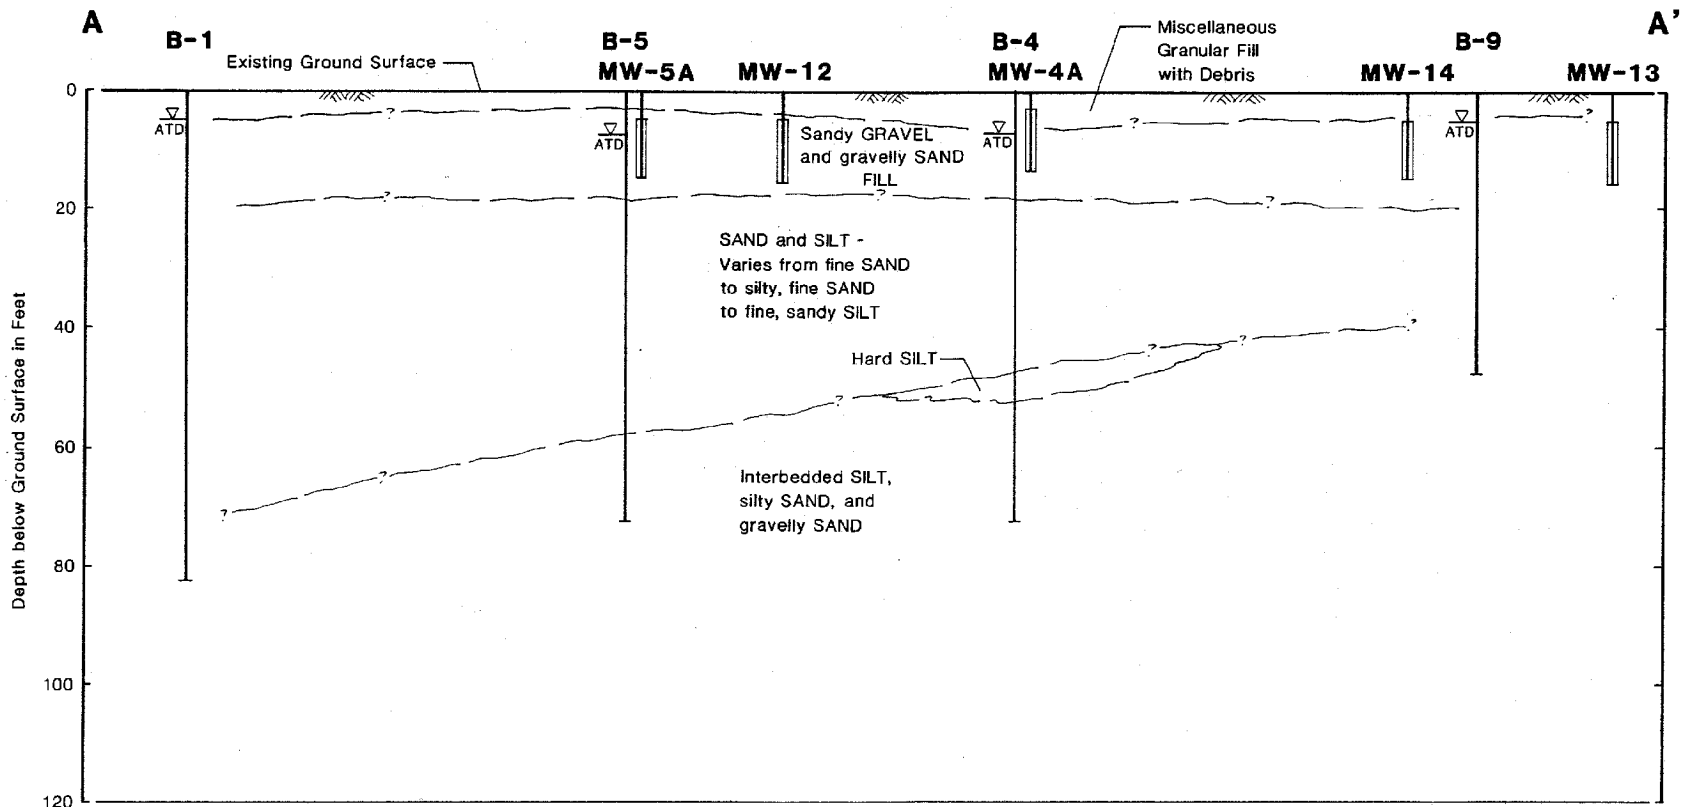 A
A'
B-1
B-5
B-4
B-9
MW-5A
MW-12
MW-4A
MW-14
MW-13
Existing Ground Surface
Miscellaneous
Granular Fill
with Debris
0
20
40
60
80
100
120
Depth below Ground Surface in Feet
ATD
ATD
ATD
ATD
?
?
?
Sandy GRAVEL
and gravelly SAND
FILL
?
?
?
SAND and SILT -
Varies from fine SAND
to silty, fine SAND
to fine, sandy SILT
Hard SILT
?
?
?
?
?
?
?
Interbedded SILT,
silty SAND, and
gravelly SAND